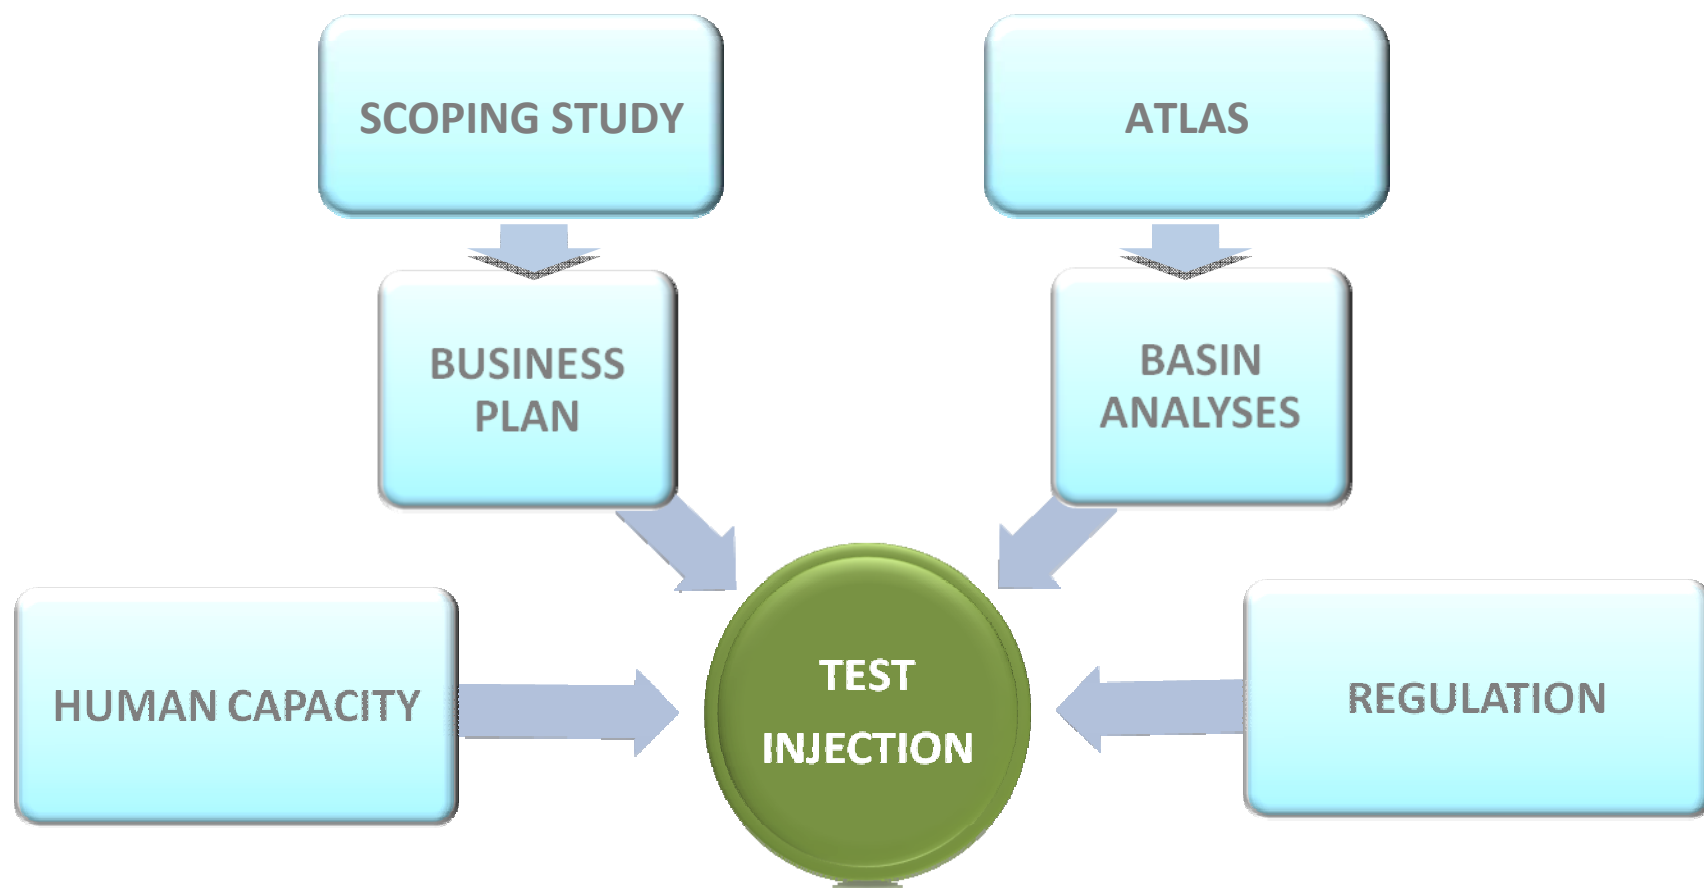 SCOPING STUDY
ATLAS
BUSINESS
PLAN
BASIN
ANALYSES
HUMAN CAPACITY
TEST
INJECTION
REGULATION